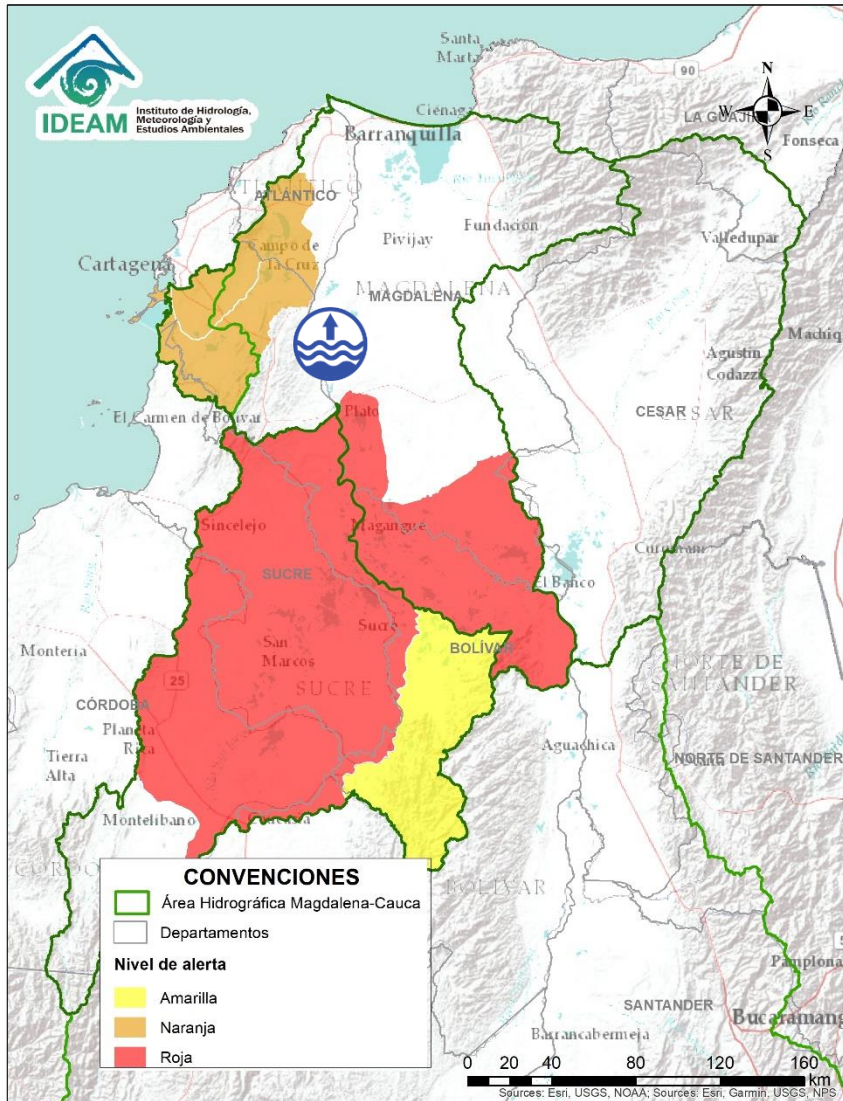 IDEAM
Instituto de Hidrología,
Meteorología y
Estudios Ambientales
Santa
Marta
90
N
W E
S
Ciénaga
Barranquilla
LA GUAJIRA
Fonseca
ATLÁNTICO
ATLANTICO
Pivijay
Fundación
Valledupar
Cartagena
Campo de
la Cruz
MAGDALENA
MAGDALENA
Agustín
Codazzi
Machiq
El Carmen de Bolívar
Plato
CESAR
CESAR
Sincelejo
Magangué
Curumaní
SUCRE
El Banco
Sucre
Montería
San
Marcos
BOLÍVAR
25
SUCRE
NORTE DE
SANTANDER
CÓRDOBA
Planeta
Rica
Aguachica
NORTE DE SANTANDER
Tierra
Alta
Montelíbano
BOLÍVAR
CONVENCIONES
Área Hidrográfica Magdalena-Cauca
Departamentos
Nivel de alerta
Amarilla
Naranja
Roja
Pamplona
SANTANDER
Bucaramang
Barrancabermeja
0 20 40 80 120 160
km
Sources: Esri, USGS, NOAA; Sources: Esri, Garmin, USGS, NPS